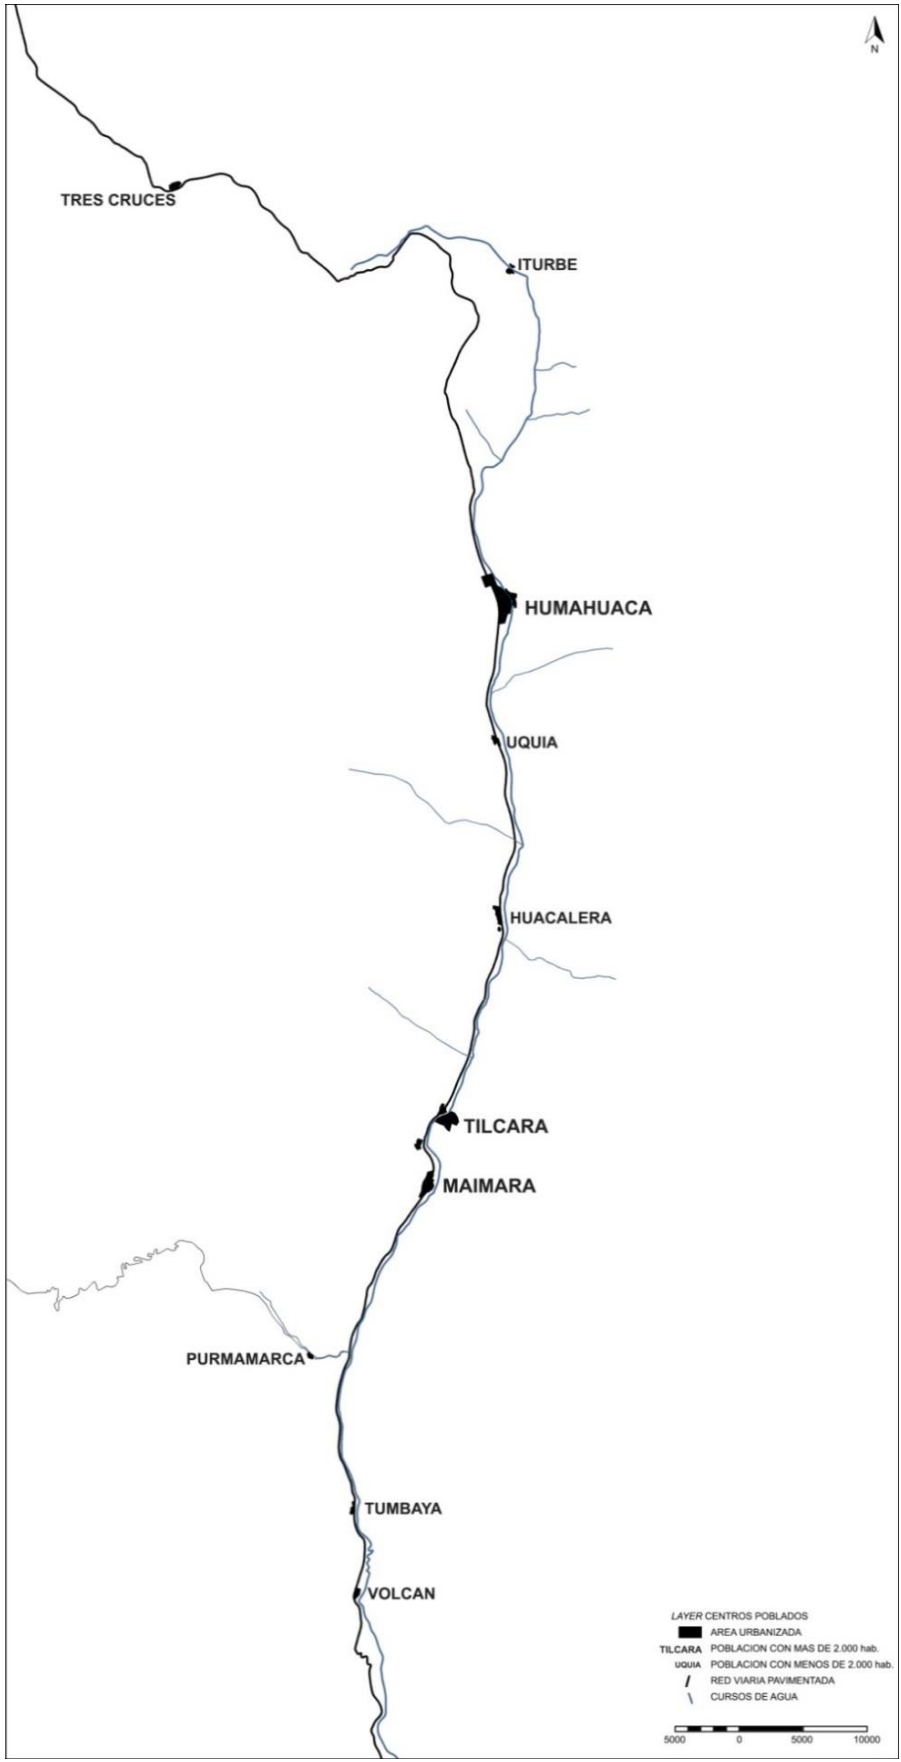 N
TRES CRUCES
ITURBE
HUMAHUACA
UQUIA
HUACALERA
TILCARA
MAIMARA
PURMAMARCA
TUMBAYA
VOLCAN
LAYER CENTROS POBLADOS
AREA URBANIZADA
TILCARA POBLACION CON MAS DE 2.000 hab.
UQUIA POBLACION CON MENOS DE 2.000 hab.
RED VIARIA PAVIMENTADA
CURSOS DE AGUA
5000 0 5000 10000